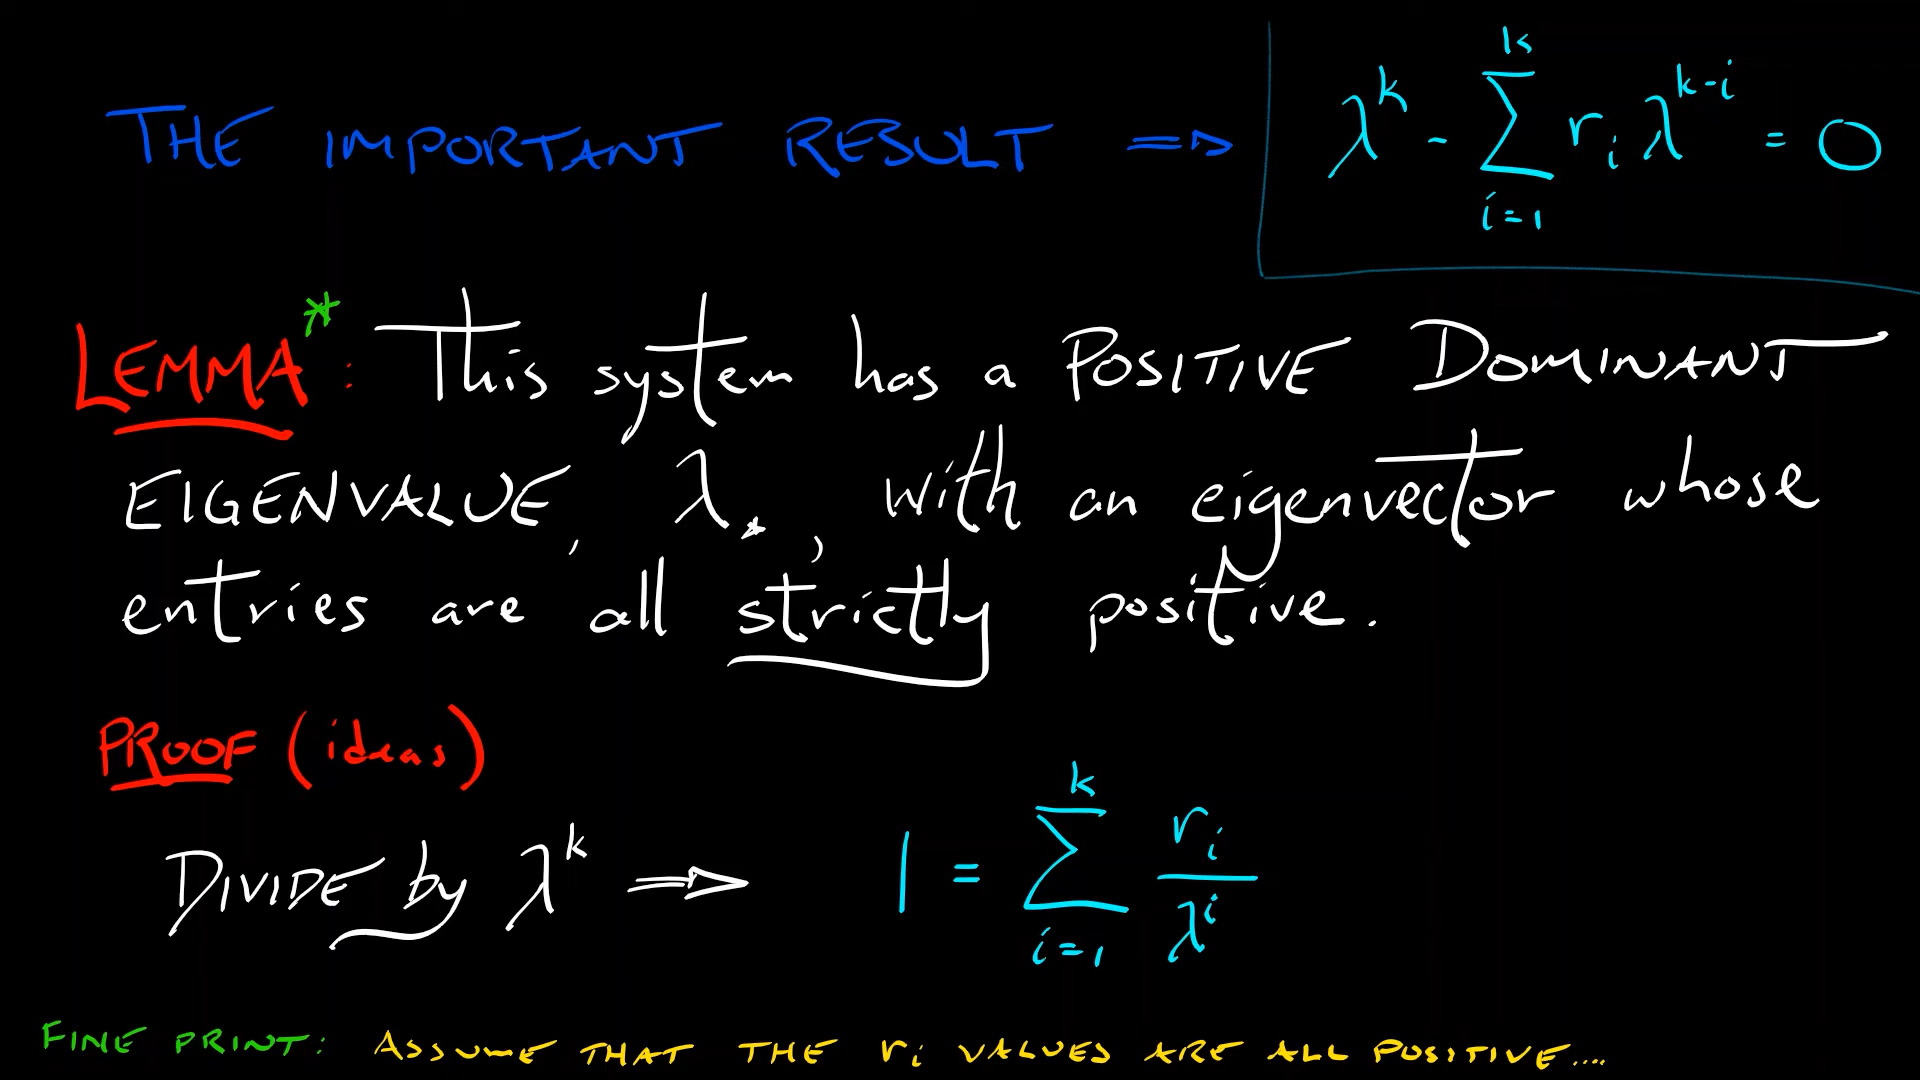 THE IMPORTANT RESULT ⇒ λ^k - ∑_{i=1}^{k} r_i λ^{k-i} = 0
LEMMA*: This system has a POSITIVE DOMINANT
EIGENVALUE, λ_*, with an eigenvector whose
entries are all strictly positive.
PROOF (ideas)
DIVIDE by λ^k ⇒ 1 = ∑_{i=1}^{k} r_i / λ^i
FINE PRINT: ASSUME THAT THE r_i VALUES ARE ALL POSITIVE....